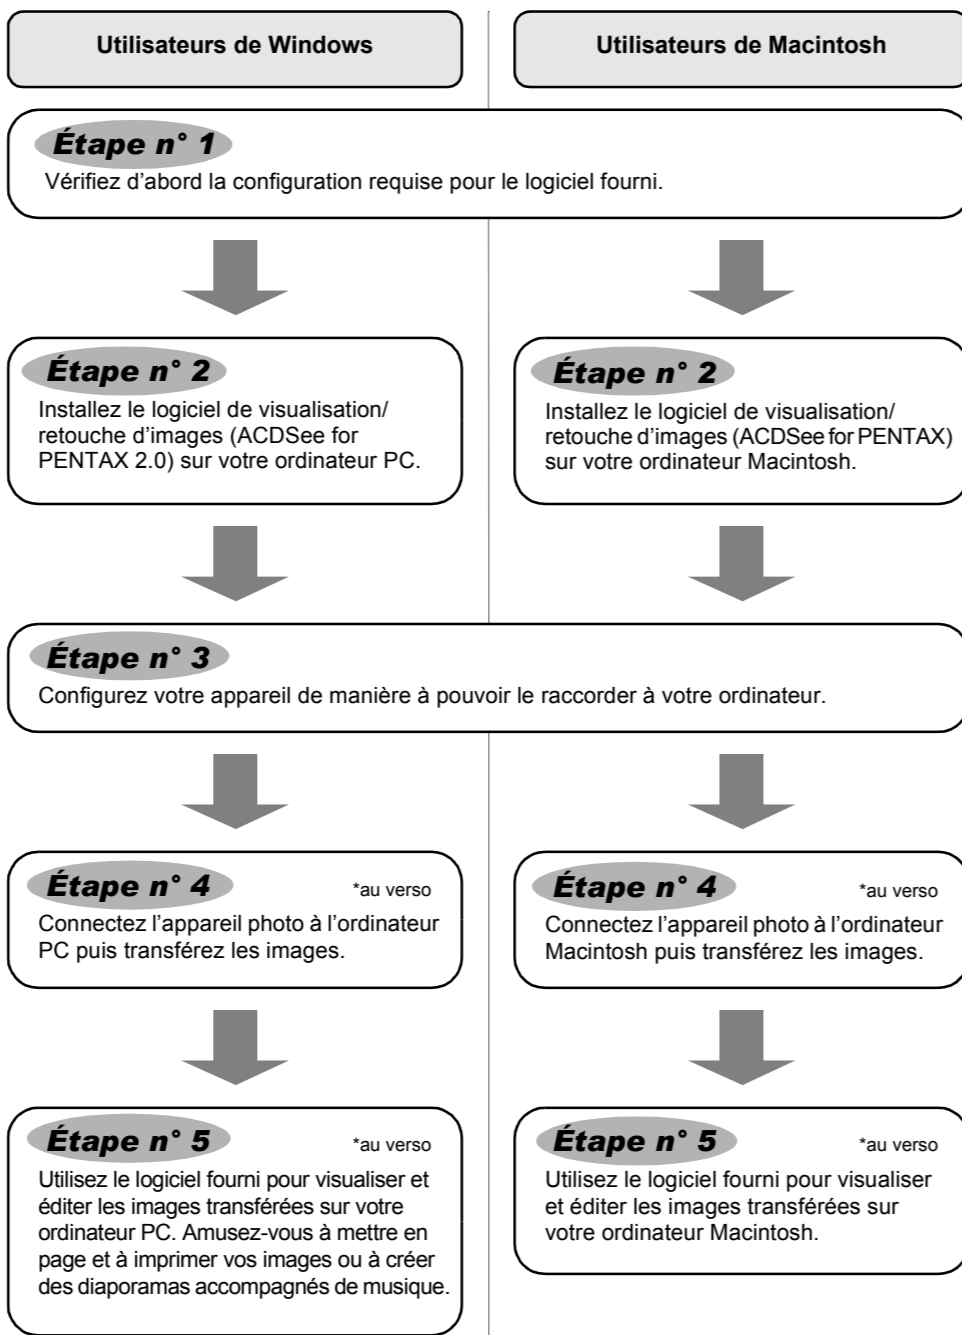 Utilisateurs de Windows
Utilisateurs de Macintosh
Étape n° 1
Vérifiez d'abord la configuration requise pour le logiciel fourni.
Étape n° 2
Installez le logiciel de visualisation/
retouche d'images (ACDSee for
PENTAX 2.0) sur votre ordinateur PC.
Étape n° 2
Installez le logiciel de visualisation/
retouche d'images (ACDSee for PENTAX)
sur votre ordinateur Macintosh.
Étape n° 3
Configurez votre appareil de manière à pouvoir le raccorder à votre ordinateur.
Étape n° 4 *au verso
Connectez l'appareil photo à l'ordinateur
PC puis transférez les images.
Étape n° 4 *au verso
Connectez l'appareil photo à l'ordinateur
Macintosh puis transférez les images.
Étape n° 5 *au verso
Utilisez le logiciel fourni pour visualiser et
éditer les images transférées sur votre
ordinateur PC. Amusez-vous à mettre en
page et à imprimer vos images ou à créer
des diaporamas accompagnés de musique.
Étape n° 5 *au verso
Utilisez le logiciel fourni pour visualiser
et éditer les images transférées sur
votre ordinateur Macintosh.